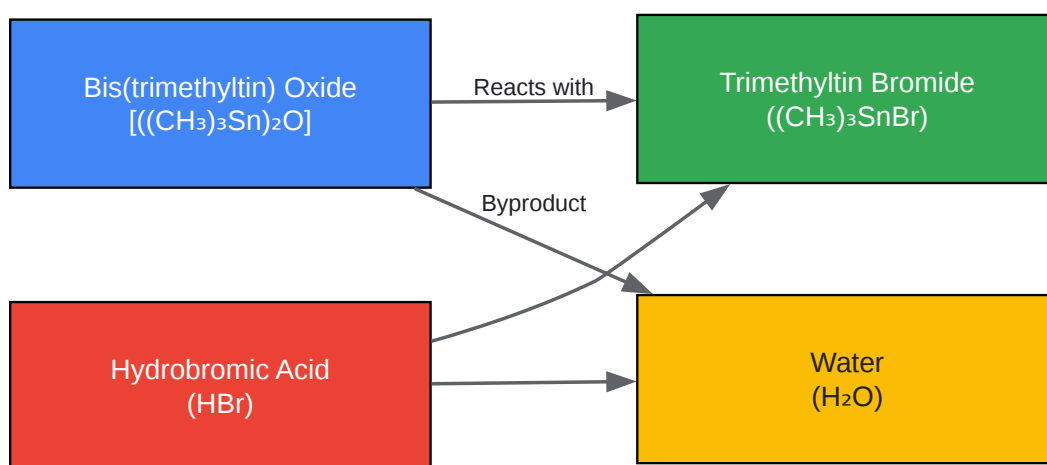 Bis(trimethyltin) Oxide
[((CH₃)₃Sn)₂O]
Reacts with
Trimethyltin Bromide
((CH₃)₃SnBr)
Byproduct
Hydrobromic Acid
(HBr)
Water
(H₂O)